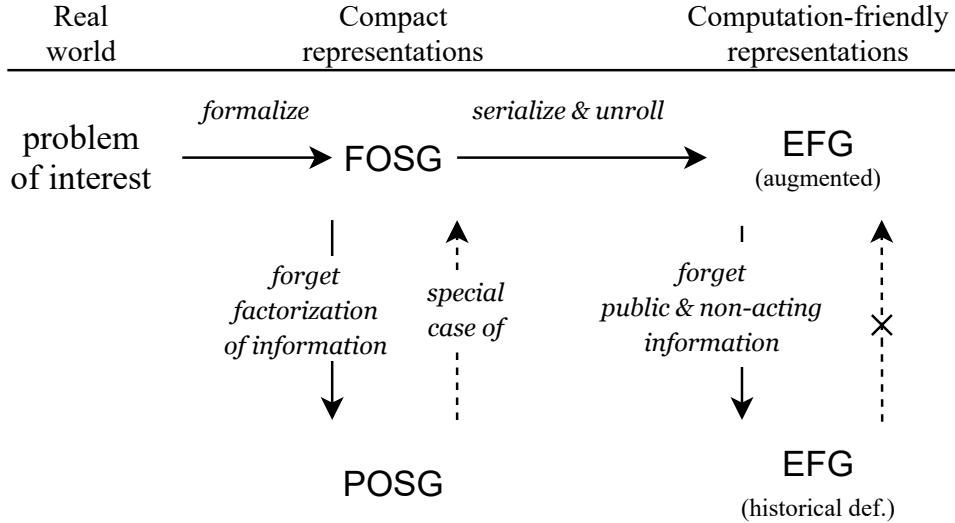 Real
world
Compact
representations
Computation-friendly
representations
formalize
serialize & unroll
problem
of interest
FOSG
EFG
(augmented)
forget
factorization
of information
special
case of
forget
public & non-acting
information
POSG
EFG
(historical def.)